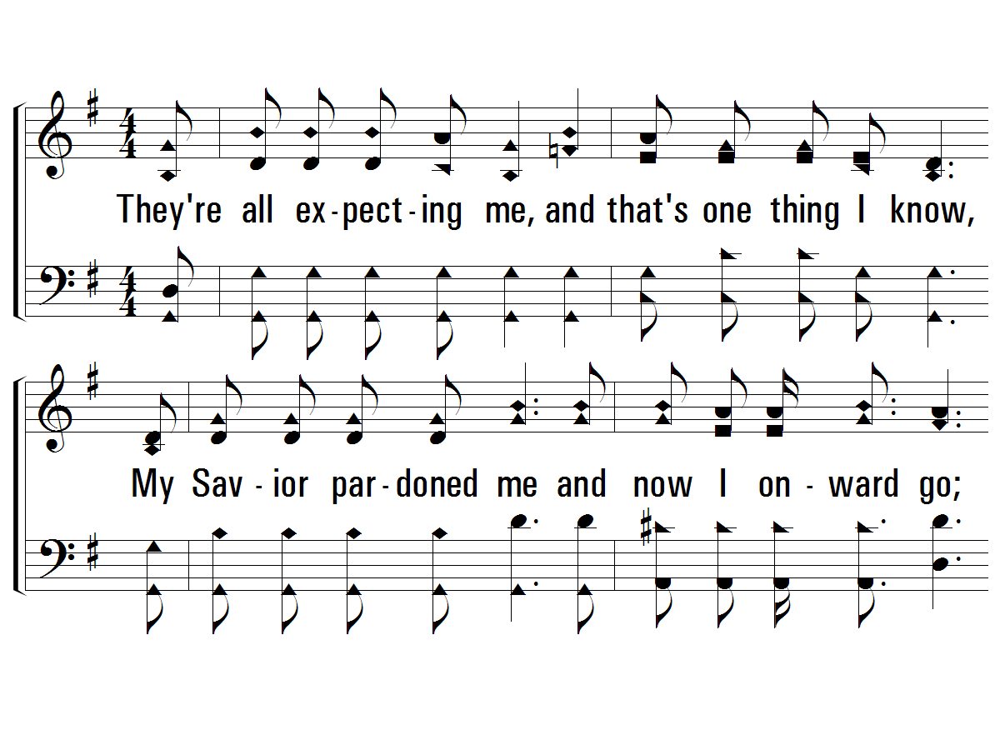 They're all ex-pect-ing me, and that's one thing I know,
My Sav-ior par-doned me and now I on-ward go;